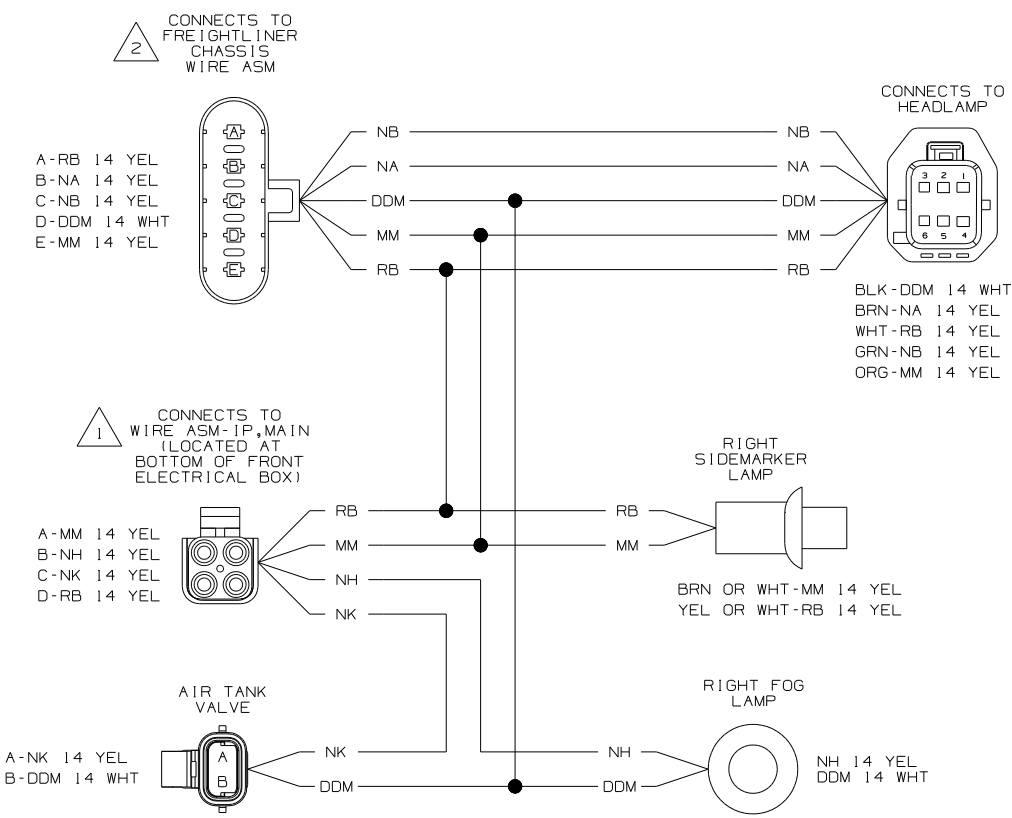 CONNECTS TO
FREIGHTLINER
CHASSIS
WIRE ASM
2
A-RB 14 YEL
B-NA 14 YEL
C-NB 14 YEL
D-DDM 14 WHT
E-MM 14 YEL
A
B
C
D
E
NB
NA
DDM
MM
RB
NB
NA
DDM
MM
RB
CONNECTS TO
HEADLAMP
3 2 1
6 5 4
BLK-DDM 14 WHT
BRN-NA 14 YEL
WHT-RB 14 YEL
GRN-NB 14 YEL
ORG-MM 14 YEL
1
CONNECTS TO
WIRE ASM-IP,MAIN
(LOCATED AT
BOTTOM OF FRONT
ELECTRICAL BOX)
A-MM 14 YEL
B-NH 14 YEL
C-NK 14 YEL
D-RB 14 YEL
RB
MM
NH
NK
RB
MM
RIGHT
SIDEMARKER
LAMP
BRN OR WHT-MM 14 YEL
YEL OR WHT-RB 14 YEL
AIR TANK
VALVE
A-NK 14 YEL
B-DDM 14 WHT
A
B
NK
DDM
NH
DDM
RIGHT FOG
LAMP
NH 14 YEL
DDM 14 WHT